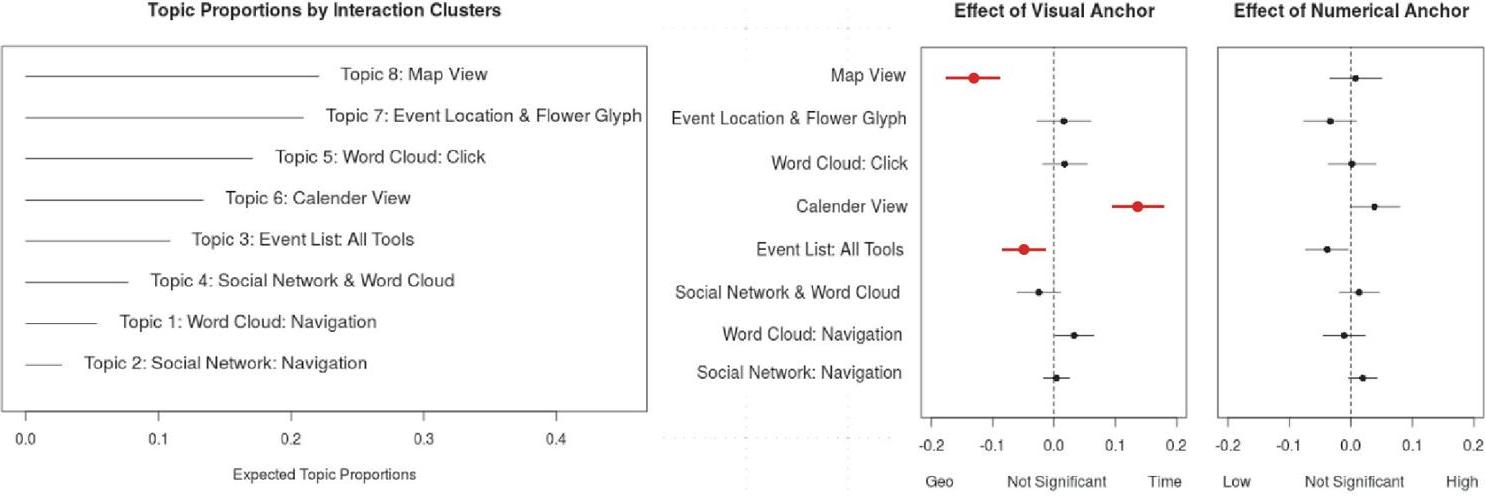 Topic Proportions by Interaction Clusters
Topic 8: Map View
Topic 7: Event Location & Flower Glyph
Topic 5: Word Cloud: Click
Topic 6: Calender View
Topic 3: Event List: All Tools
Topic 4: Social Network & Word Cloud
Topic 1: Word Cloud: Navigation
Topic 2: Social Network: Navigation
0.0 0.1 0.2 0.3 0.4
Expected Topic Proportions
Effect of Visual Anchor
Effect of Numerical Anchor
Map View
Event Location & Flower Glyph
Word Cloud: Click
Calender View
Event List: All Tools
Social Network & Word Cloud
Word Cloud: Navigation
Social Network: Navigation
-0.2 -0.1 0.0 0.1 0.2
Geo Not Significant Time
-0.2 -0.1 0.0 0.1 0.2
Low Not Significant High